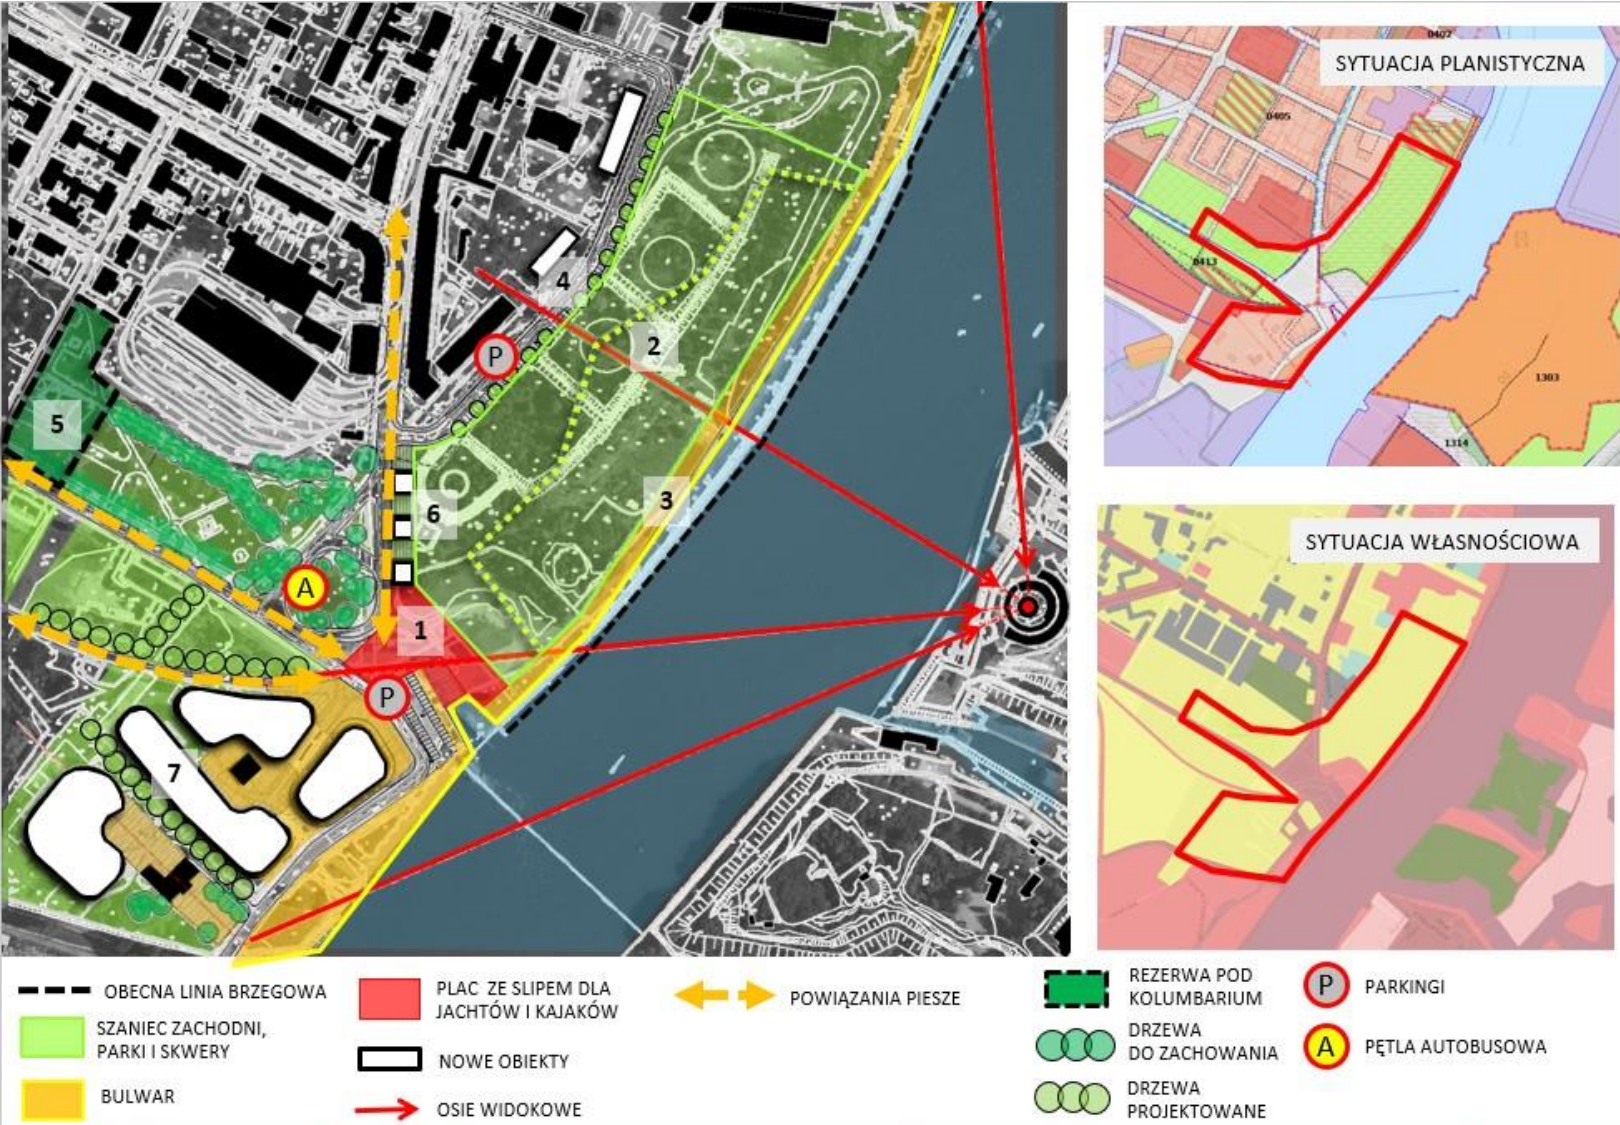 4
P
2
5
3
6
A
1
P
7
SYTUACJA PLANISTYCZNA
0402
0405
0413
1303
1314
SYTUACJA WŁASNOŚCIOWA
OBECNA LINIA BRZEGOWA
SZANIEC ZACHODNI,
PARKI I SKWERY
BULWAR
PLAC ZE SLIPEM DLA
JACHTÓW I KAJAKÓW
NOWE OBIEKTY
OSIE WIDOKOWE
POWIĄZANIA PIESZE
REZERWA POD
KOLUMBARIUM
DRZEWA
DO ZACHOWANIA
DRZEWA
PROJEKTOWANE
P PARKINGI
A PĘTLA AUTOBUSOWA